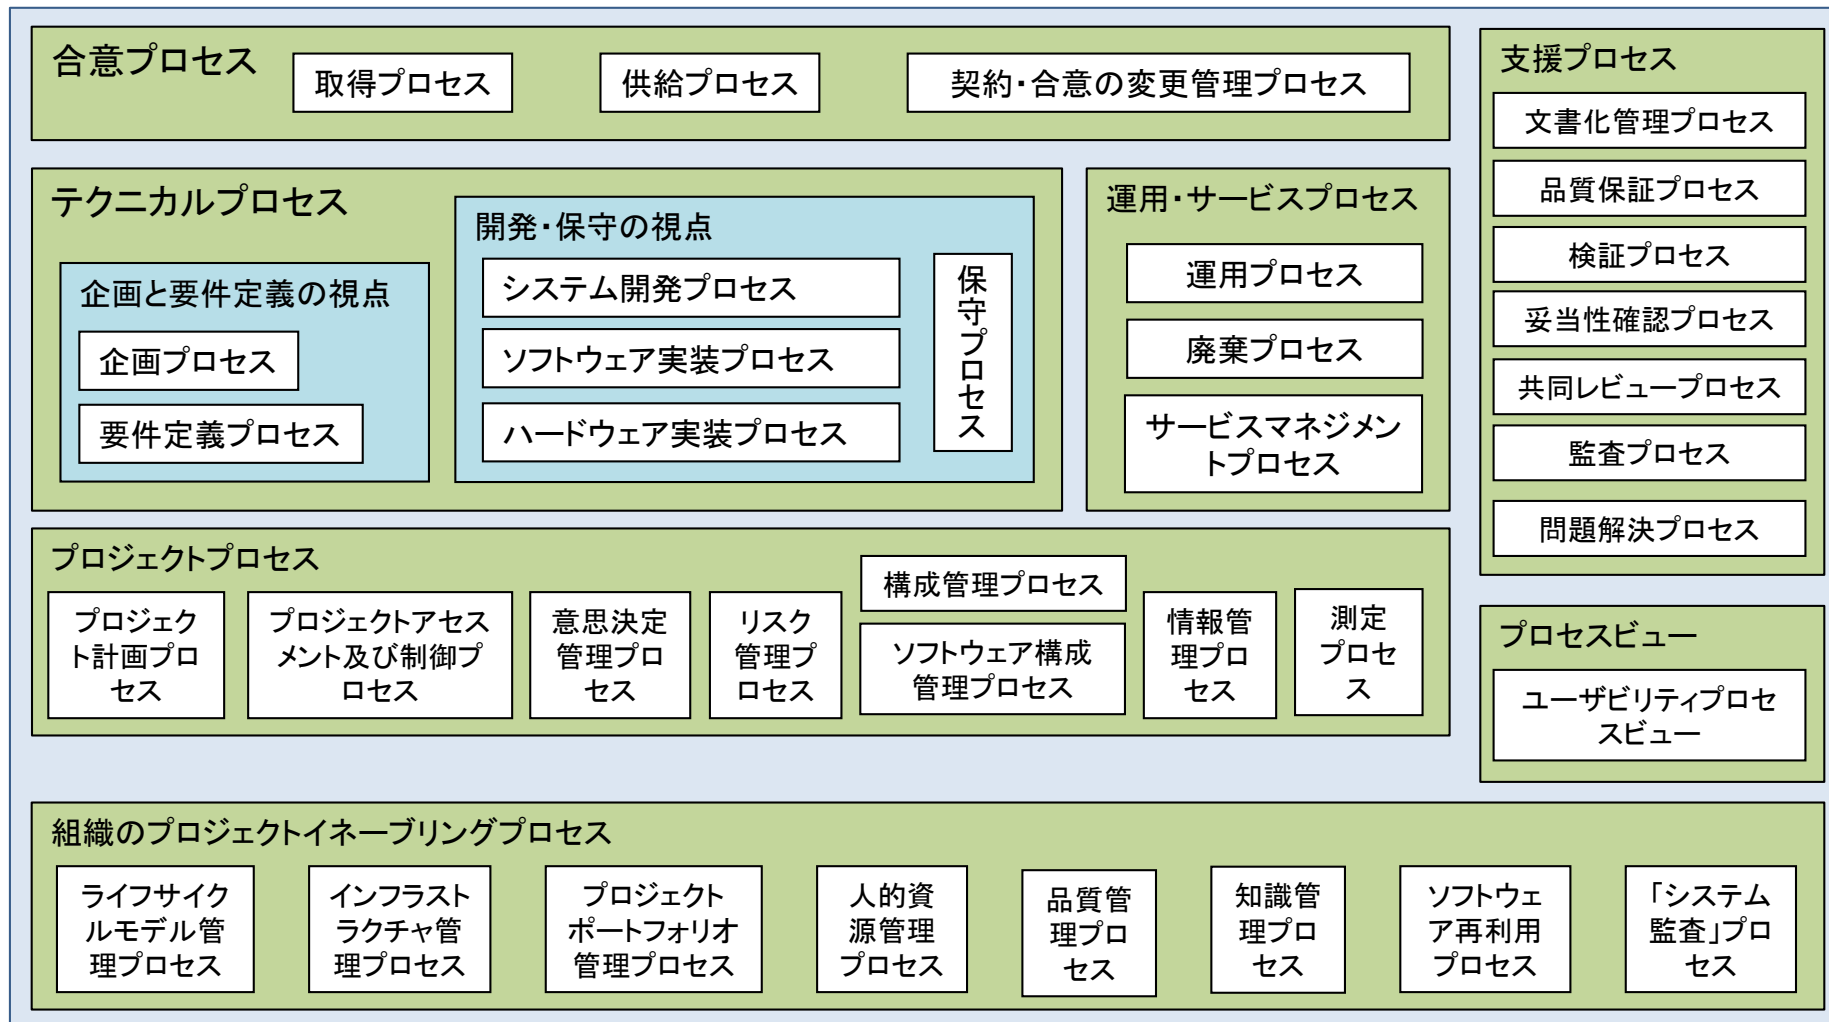 合意プロセス
取得プロセス
供給プロセス
契約・合意の変更管理プロセス
テクニカルプロセス
企画と要件定義の視点
企画プロセス
要件定義プロセス
開発・保守の視点
システム開発プロセス
ソフトウェア実装プロセス
ハードウェア実装プロセス
保守プロセス
運用・サービスプロセス
運用プロセス
廃棄プロセス
サービスマネジメン
トプロセス
支援プロセス
文書化管理プロセス
品質保証プロセス
検証プロセス
妥当性確認プロセス
共同レビュープロセス
監査プロセス
問題解決プロセス
プロジェクトプロセス
プロジェク
ト計画プロ
セス
プロジェクトアセス
メント及び制御プ
ロセス
意思決定
管理プロ
セス
リスク
管理プ
ロセス
構成管理プロセス
ソフトウェア構成
管理プロセス
情報管
理プロ
セス
測定
プロセ
ス
プロセスビュー
ユーザビリティプロセ
スビュー
組織のプロジェクトイネーブリングプロセス
ライフサイク
ルモデル管
理プロセス
インフラスト
ラクチャ管
理プロセス
プロジェクト
ポートフォリオ
管理プロセス
人的資
源管理
プロセス
品質管
理プロ
セス
知識管
理プロ
セス
ソフトウェ
ア再利用
プロセス
「システム
監査」プロ
セス